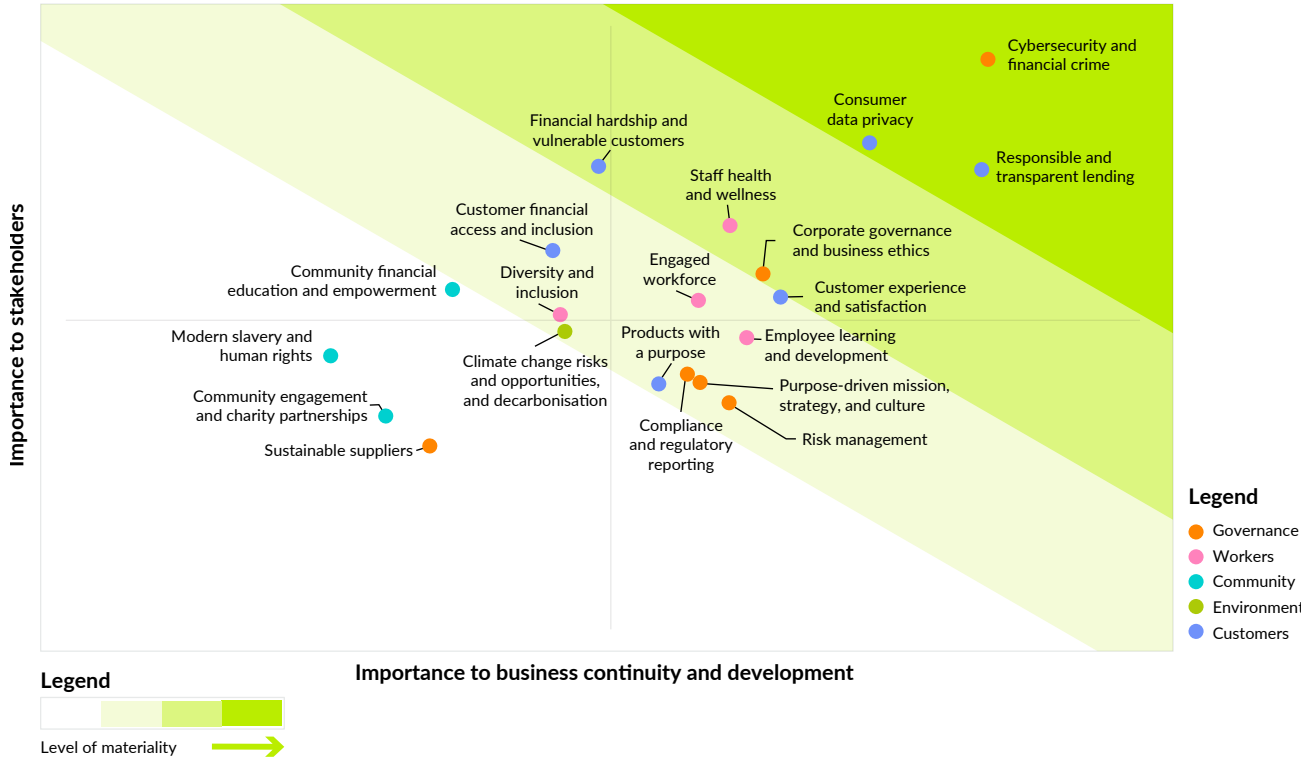 Cybersecurity and
financial crime
Consumer
data privacy
Financial hardship and
vulnerable customers
Responsible and
transparent lending
Staff health
and wellness
Customer financial
access and inclusion
Corporate governance
and business ethics
Engaged
workforce
Community financial
education and empowerment
Diversity and
inclusion
Customer experience
and satisfaction
Modern slavery and
human rights
Products with
a purpose
Employee learning
and development
Climate change risks
and opportunities,
and decarbonisation
Purpose-driven mission,
strategy, and culture
Community engagement
and charity partnerships
Compliance
and regulatory
reporting
Risk management
Sustainable suppliers
Importance to stakeholders
Importance to business continuity and development
Legend
Governance
Workers
Community
Environment
Customers
Legend
Level of materiality